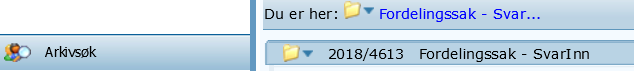 Du er her: Fordelingssak - Svar...
Arkivsøk
2018/4613 Fordelingssak - SvarInn